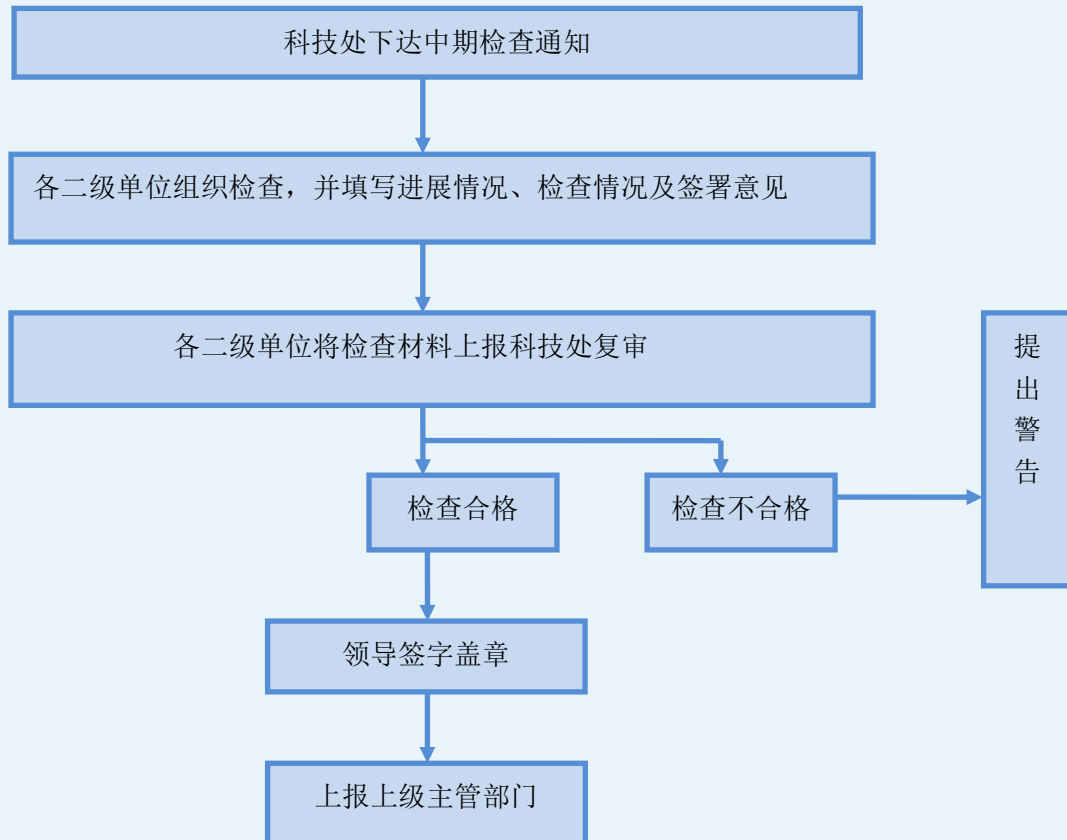 科技处下达中期检查通知
各二级单位组织检查，并填写进展情况、检查情况及签署意见
各二级单位将检查材料上报科技处复审
提
出
警
告
检查合格
检查不合格
领导签字盖章
上报上级主管部门